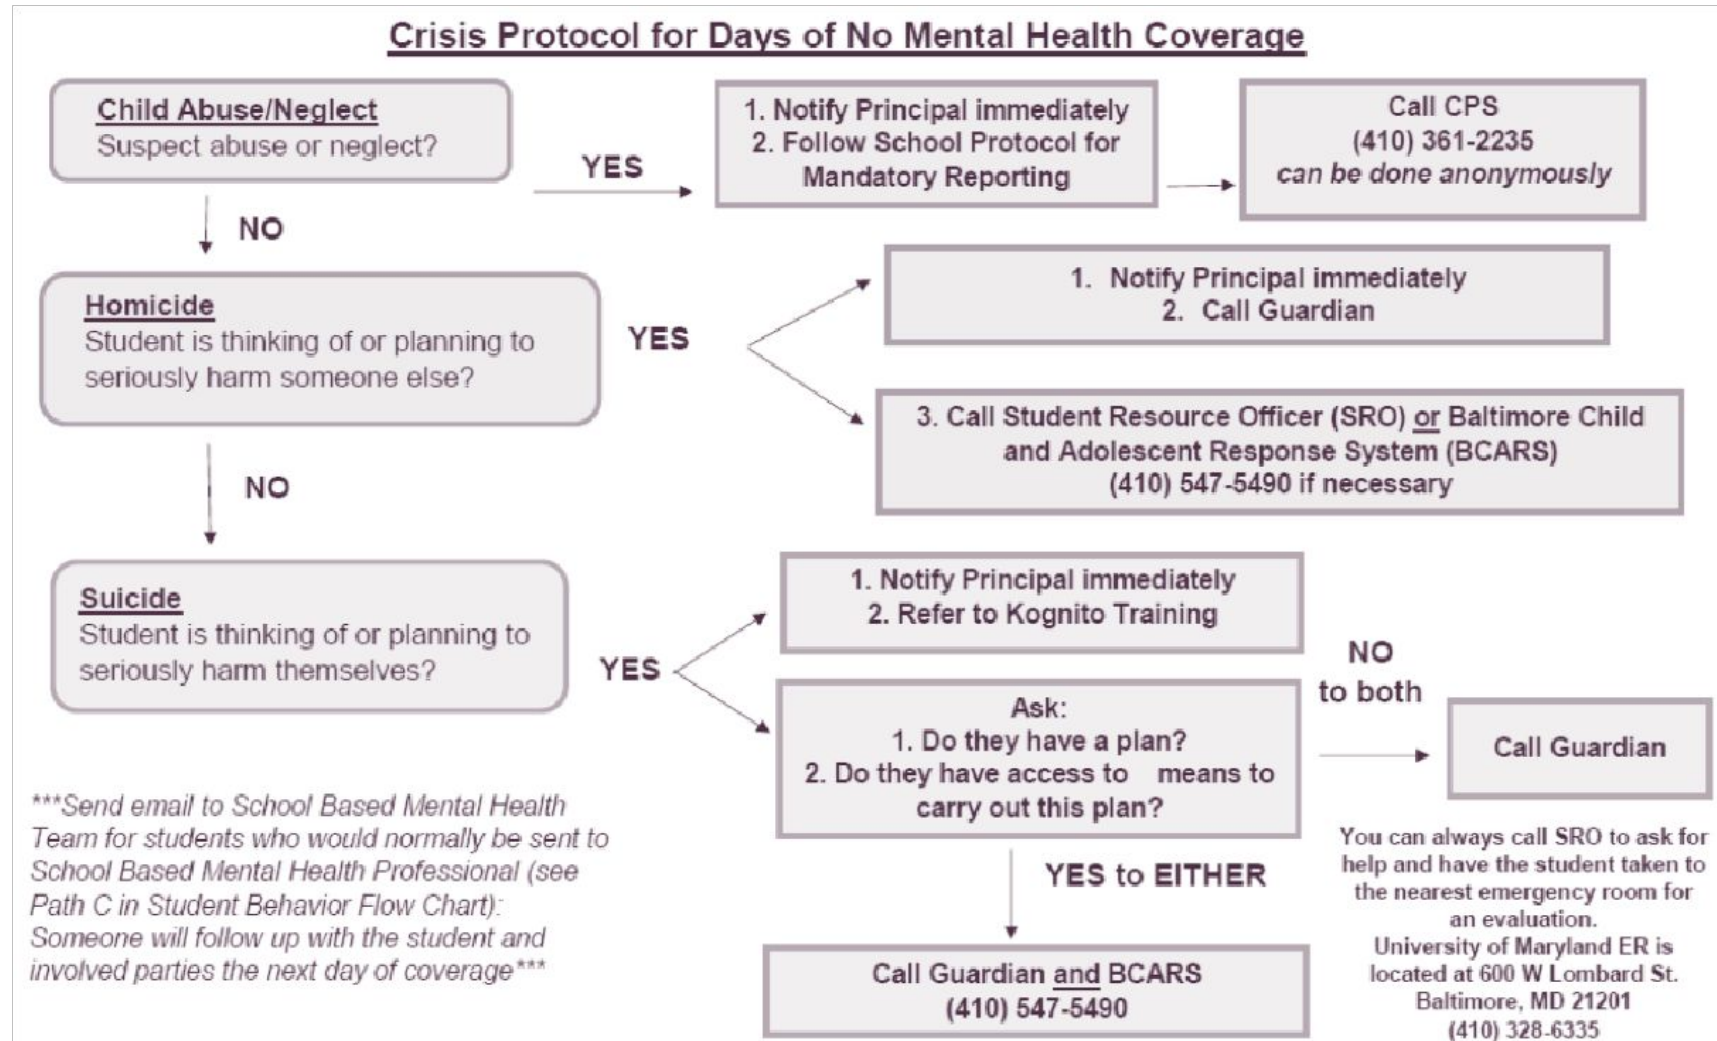 Crisis Protocol for Days of No Mental Health Coverage
Child Abuse/Neglect
Suspect abuse or neglect?
YES
1. Notify Principal immediately
2. Follow School Protocol for
Mandatory Reporting
Call CPS
(410) 361-2235
can be done anonymously
NO
Homicide
Student is thinking of or planning to
seriously harm someone else?
YES
1. Notify Principal immediately
2. Call Guardian
3. Call Student Resource Officer (SRO) or Baltimore Child
and Adolescent Response System (BCARS)
(410) 547-5490 if necessary
NO
Suicide
Student is thinking of or planning to
seriously harm themselves?
YES
1. Notify Principal immediately
2. Refer to Kognito Training
Ask:
1. Do they have a plan?
2. Do they have access to means to
carry out this plan?
NO
to both
Call Guardian
YES to EITHER
Call Guardian and BCARS
(410) 547-5490
You can always call SRO to ask for
help and have the student taken to
the nearest emergency room for
an evaluation.
University of Maryland ER is
located at 600 W Lombard St.
Baltimore, MD 21201
(410) 328-6335
***Send email to School Based Mental Health
Team for students who would normally be sent to
School Based Mental Health Professional (see
Path C in Student Behavior Flow Chart):
Someone will follow up with the student and
involved parties the next day of coverage***